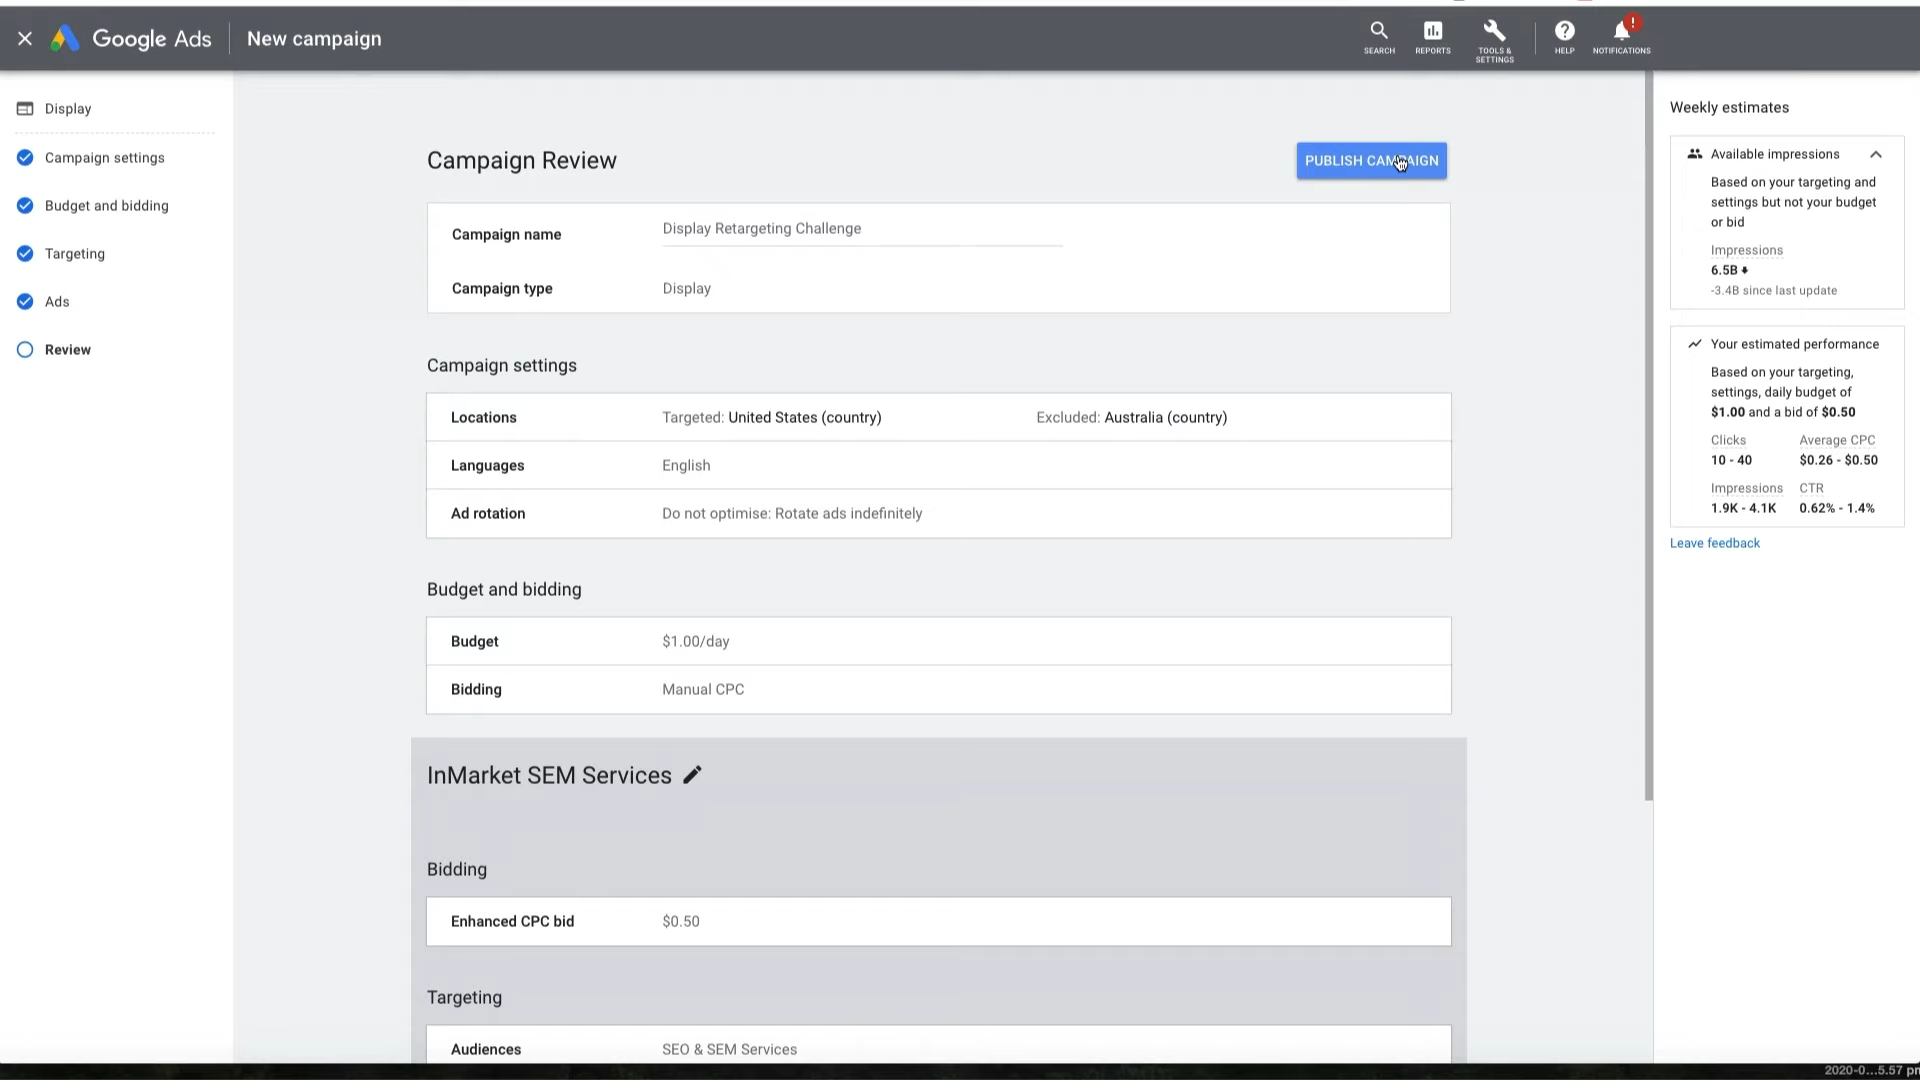 Google Ads
New campaign
SEARCH
REPORTS
TOOLS &
SETTINGS
HELP
!
NOTIFICATIONS
Display
Campaign settings
Budget and bidding
Targeting
Ads
Review
Campaign Review
PUBLISH CAMPAIGN
Campaign name
Display Retargeting Challenge
Campaign type
Display
Campaign settings
Locations
Targeted: United States (country)
Excluded: Australia (country)
Languages
English
Ad rotation
Do not optimise: Rotate ads indefinitely
Budget and bidding
Budget
$1.00/day
Bidding
Manual CPC
InMarket SEM Services
Bidding
Enhanced CPC bid
$0.50
Targeting
Audiences
SEO & SEM Services
Weekly estimates
Available impressions
Based on your targeting and
settings but not your budget
or bid
Impressions
6.5B
-3.4B since last update
Your estimated performance
Based on your targeting,
settings, daily budget of
$1.00 and a bid of $0.50
Clicks
Average CPC
10 - 40
$0.26 - $0.50
Impressions
CTR
1.9K - 4.1K
0.62% - 1.4%
Leave feedback
2020-0...5.57 pm